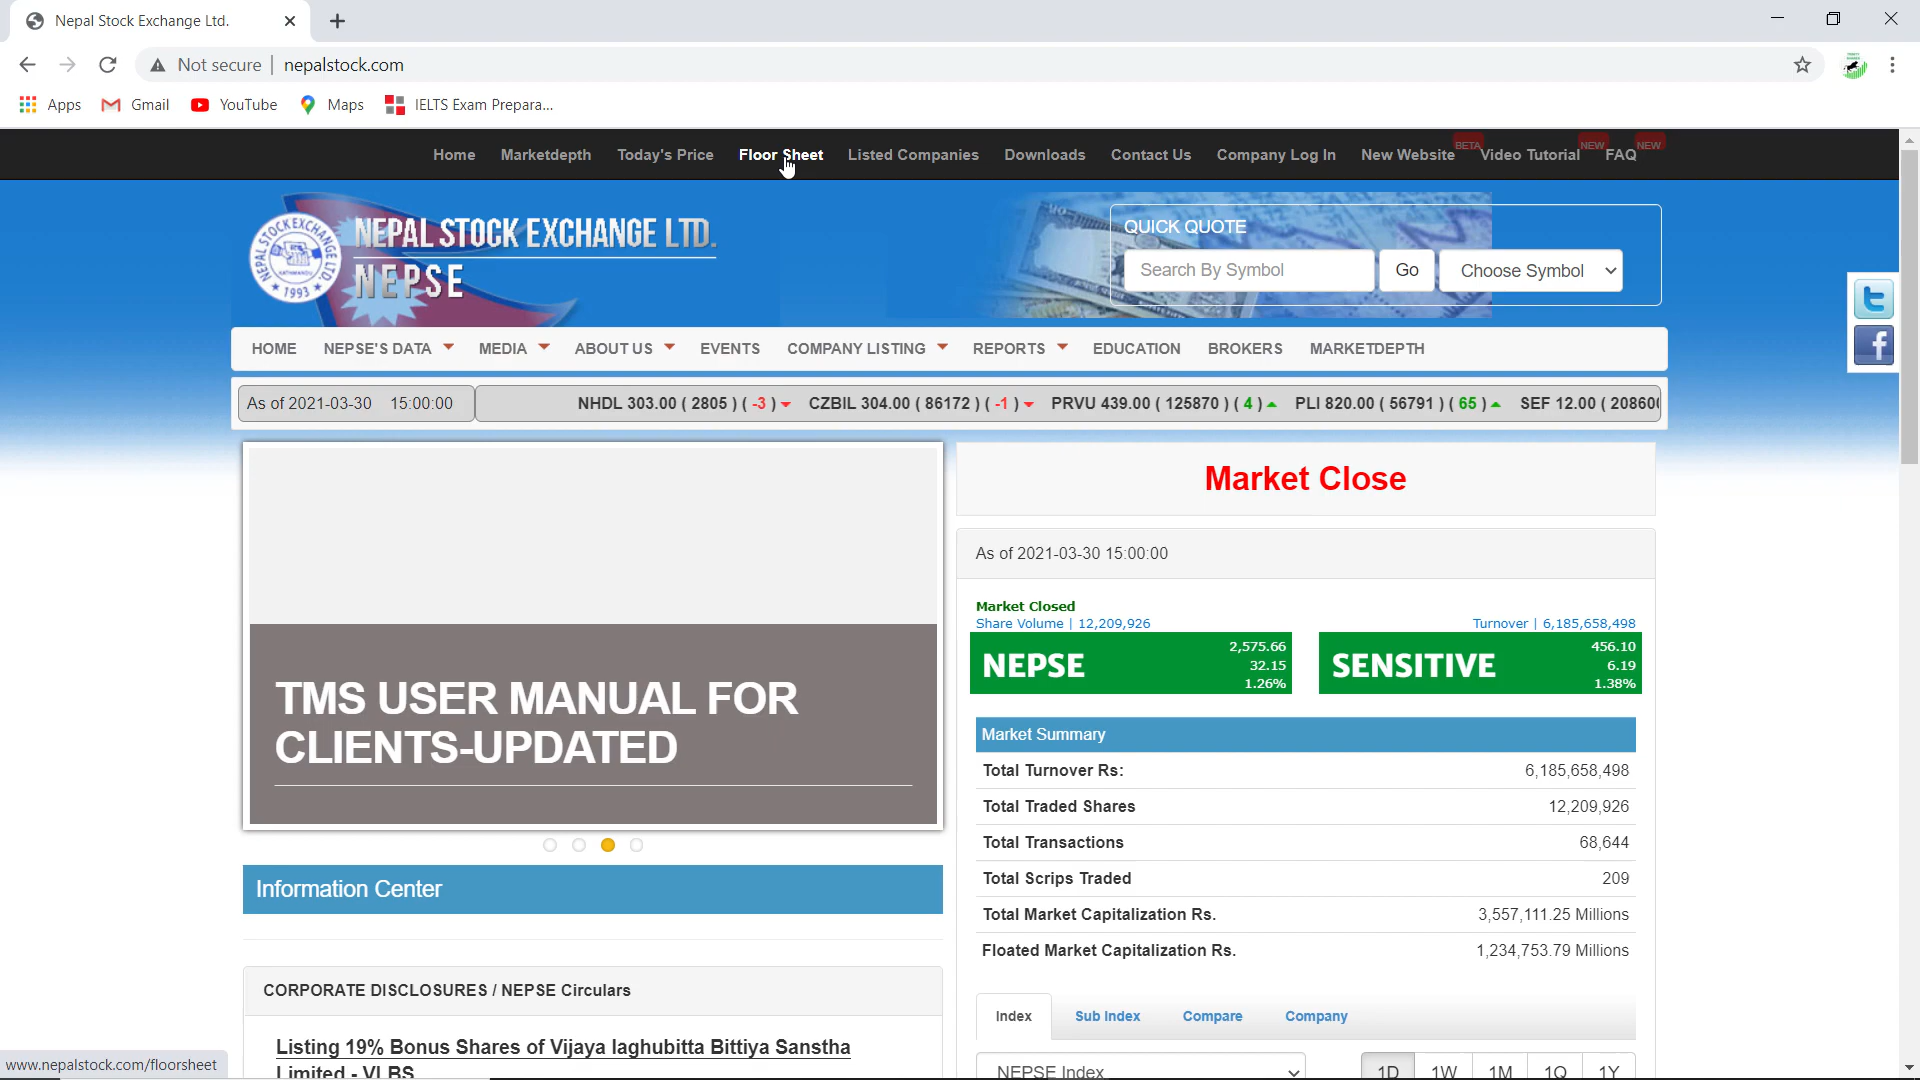 Nepal Stock Exchange Ltd.
Not secure | nepalstock.com
Apps Gmail YouTube Maps IELTS Exam Prepara...
Home Marketdepth Today's Price Floor Sheet Listed Companies Downloads Contact Us Company Log In New Website BETA Video Tutorial NEW FAQ NEW
NEPAL STOCK EXCHANGE LTD.
NEPSE
NEPAL STOCK EXCHANGE LTD.
KATHMANDU
1993
QUICK QUOTE
Search By Symbol Go Choose Symbol
HOME NEPSE'S DATA MEDIA ABOUT US EVENTS COMPANY LISTING REPORTS EDUCATION BROKERS MARKETDEPTH
As of 2021-03-30 15:00:00 NHDL 303.00 ( 2805 ) ( -3 ) CZBIL 304.00 ( 86172 ) ( -1 ) PRVU 439.00 ( 125870 ) ( 4 ) PLI 820.00 ( 56791 ) ( 65 ) SEF 12.00 ( 20860
TMS USER MANUAL FOR
CLIENTS-UPDATED
Information Center
CORPORATE DISCLOSURES / NEPSE Circulars
Listing 19% Bonus Shares of Vijaya laghubitta Bittiya Sanstha
Limited - VLBS
Market Close
As of 2021-03-30 15:00:00
Market Closed
Share Volume | 12,209,926 Turnover | 6,185,658,498
NEPSE 2,575.66 32.15 1.26%
SENSITIVE 456.10 6.19 1.38%
Market Summary
Total Turnover Rs: 6,185,658,498
Total Traded Shares 12,209,926
Total Transactions 68,644
Total Scrips Traded 209
Total Market Capitalization Rs. 3,557,111.25 Millions
Floated Market Capitalization Rs. 1,234,753.79 Millions
Index Sub Index Compare Company
NEPSE Index 1D 1W 1M 1Q 1Y
www.nepalstock.com/floorsheet